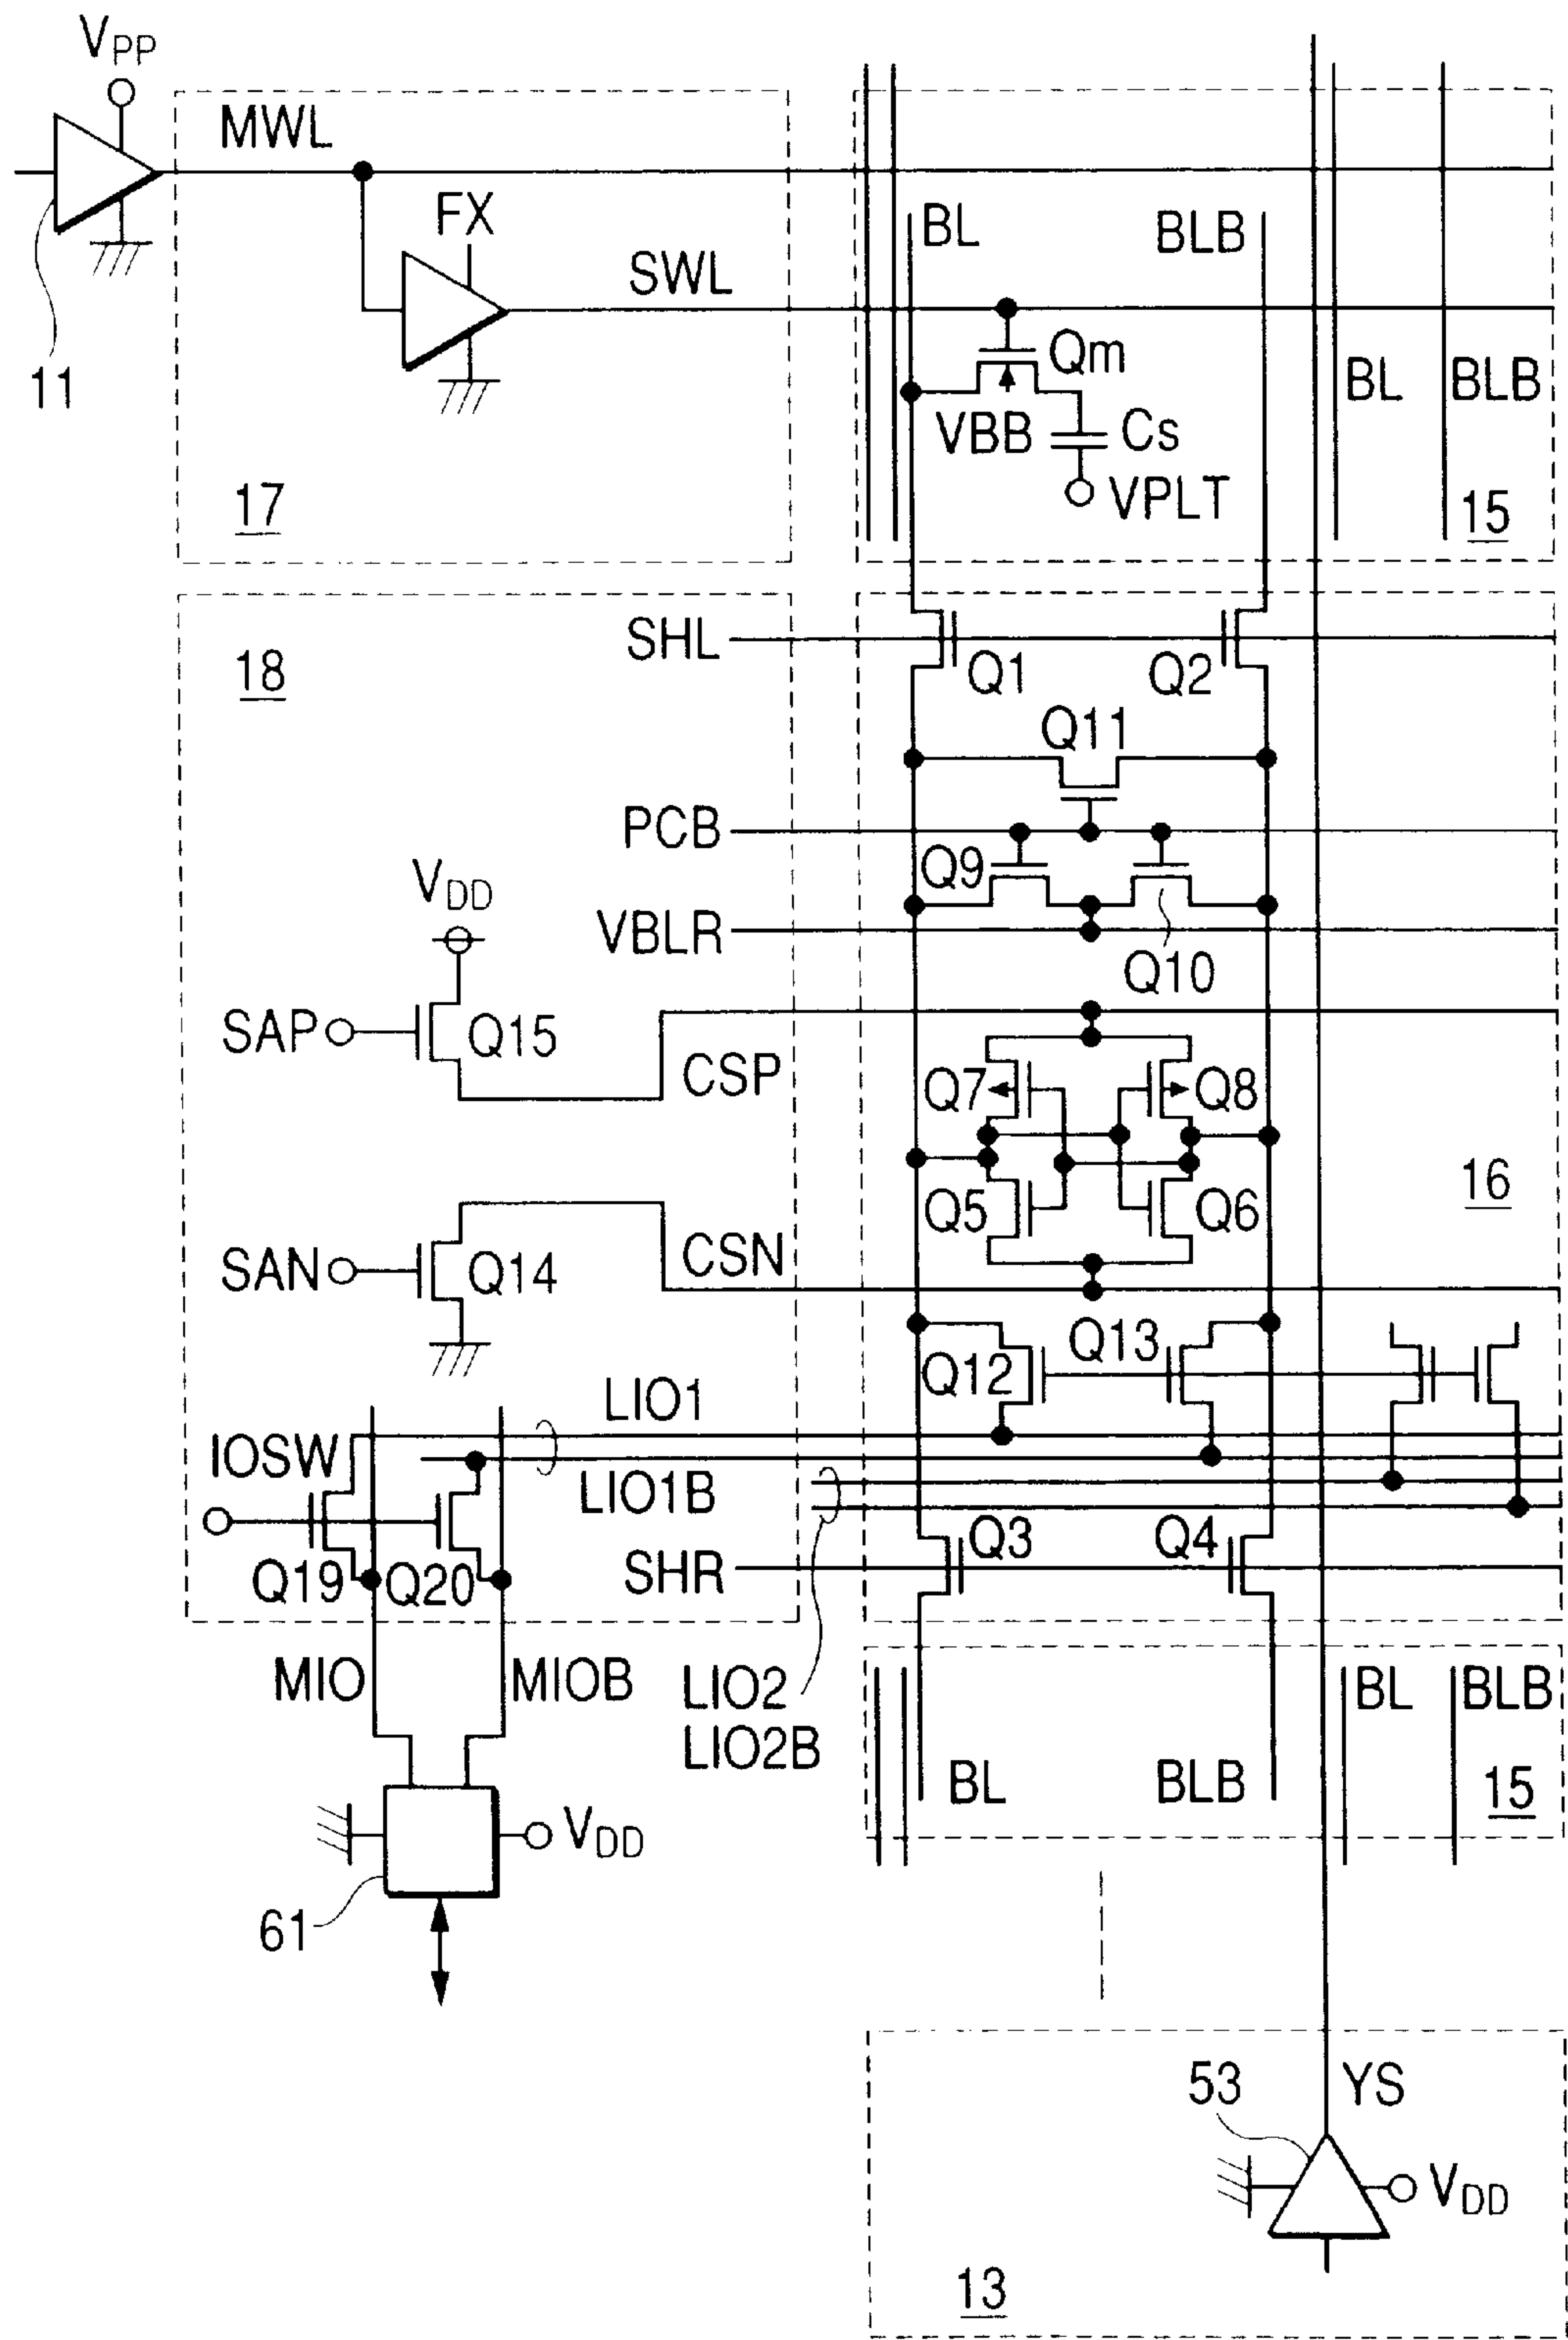 VPP
MWL
FX
SWL
11
17
BL
BLB
Qm
VBB
Cs
VPLT
BL
BLB
15
18
SHL
Q1
Q2
Q11
PCB
Q9
VBLR
Q10
VDD
SAP
Q15
CSP
Q7
Q8
Q5
Q6
16
SAN
Q14
CSN
Q12
Q13
LIO1
IOSW
LIO1B
Q19
Q20
SHR
Q3
Q4
MIO
MIOB
LIO2
LIO2B
BL
BLB
BL
BLB
15
VDD
61
53
YS
VDD
13